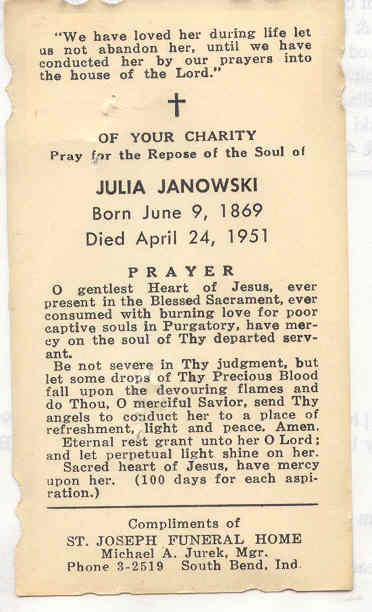 "We have loved her during life let
us not abandon her, until we have
conducted her by our prayers into
the house of the Lord."
OF YOUR CHARITY
Pray for the Repose of the Soul of
JULIA JANOWSKI
Born June 9, 1869
Died April 24, 1951
PRAYER
O gentlest Heart of Jesus, ever
present in the Blessed Sacrament, ever
consumed with burning love for poor
captive souls in Purgatory, have mer-
cy on the soul of Thy departed serv-
ant.
Be not severe in Thy judgment, but
let some drops of Thy Precious Blood
fall upon the devouring flames and
do Thou, O merciful Savior, send Thy
angels to conduct her to a place of
refreshment, light and peace. Amen.
Eternal rest grant unto her O Lord;
and let perpetual light shine on her.
Sacred heart of Jesus, have mercy
upon her. (100 days for each aspi-
ration.)
Compliments of
ST. JOSEPH FUNERAL HOME
Michael A. Jurek, Mgr.
Phone 3-2519 South Bend, Ind.